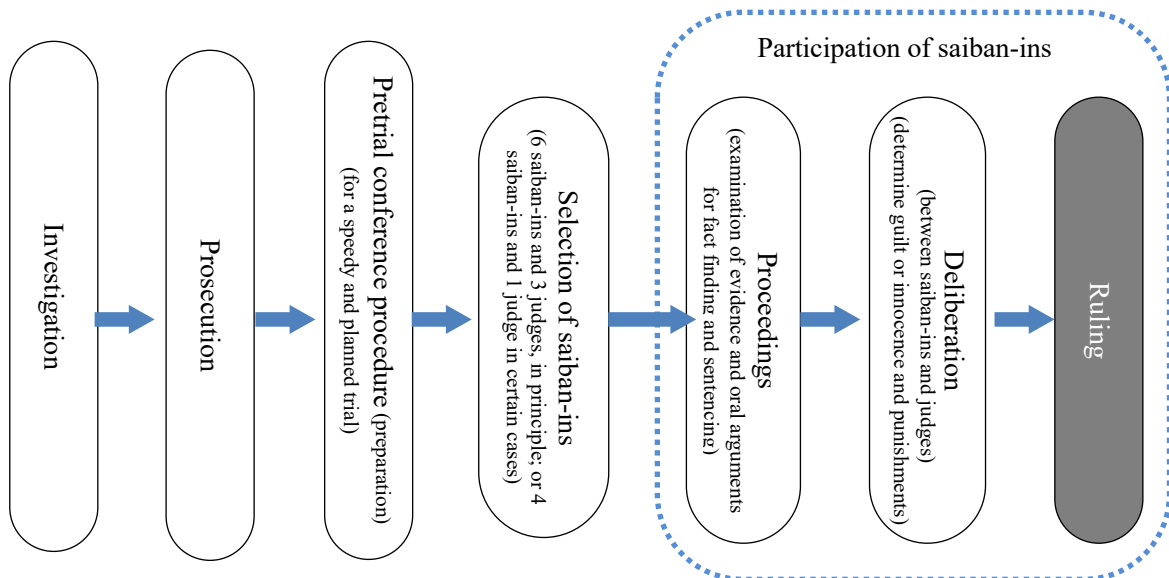 Participation of saiban-ins
Investigation
Prosecution
Pretrial conference procedure (preparation)
(for a speedy and planned trial)
Selection of saiban-ins
(6 saiban-ins and 3 judges, in principle; or 4
saiban-ins and 1 judge in certain cases)
Proceedings
(examination of evidence and oral arguments
for fact finding and sentencing)
Deliberation
(between saiban-ins and judges)
(determine guilt or innocence and punishments)
Ruling